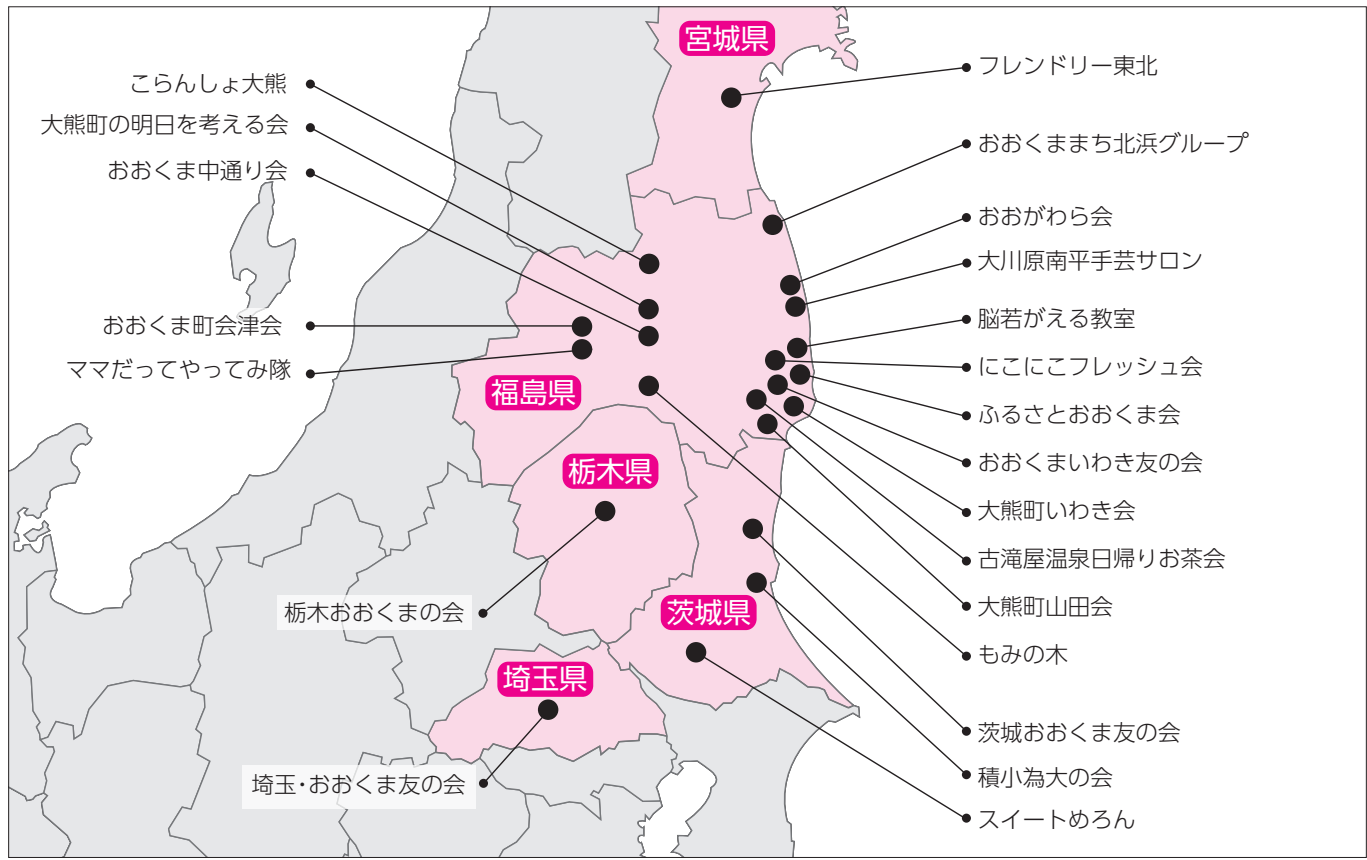 宮城県
福島県
栃木県
茨城県
埼玉県
こらんしょ大熊
大熊町の明日を考える会
おおくま中通り会
おおくま町会津会
ママだってやってみ隊
栃木おおくまの会
埼玉・おおくま友の会
フレンドリー東北
おおくままち北浜グループ
おおがわら会
大川原南平手芸サロン
脳若がえる教室
にこにこフレッシュ会
ふるさとおおくま会
おおくまいわき友の会
大熊町いわき会
古滝屋温泉日帰りお茶会
大熊町山田会
もみの木
茨城おおくま友の会
積小為大の会
スイートめろん